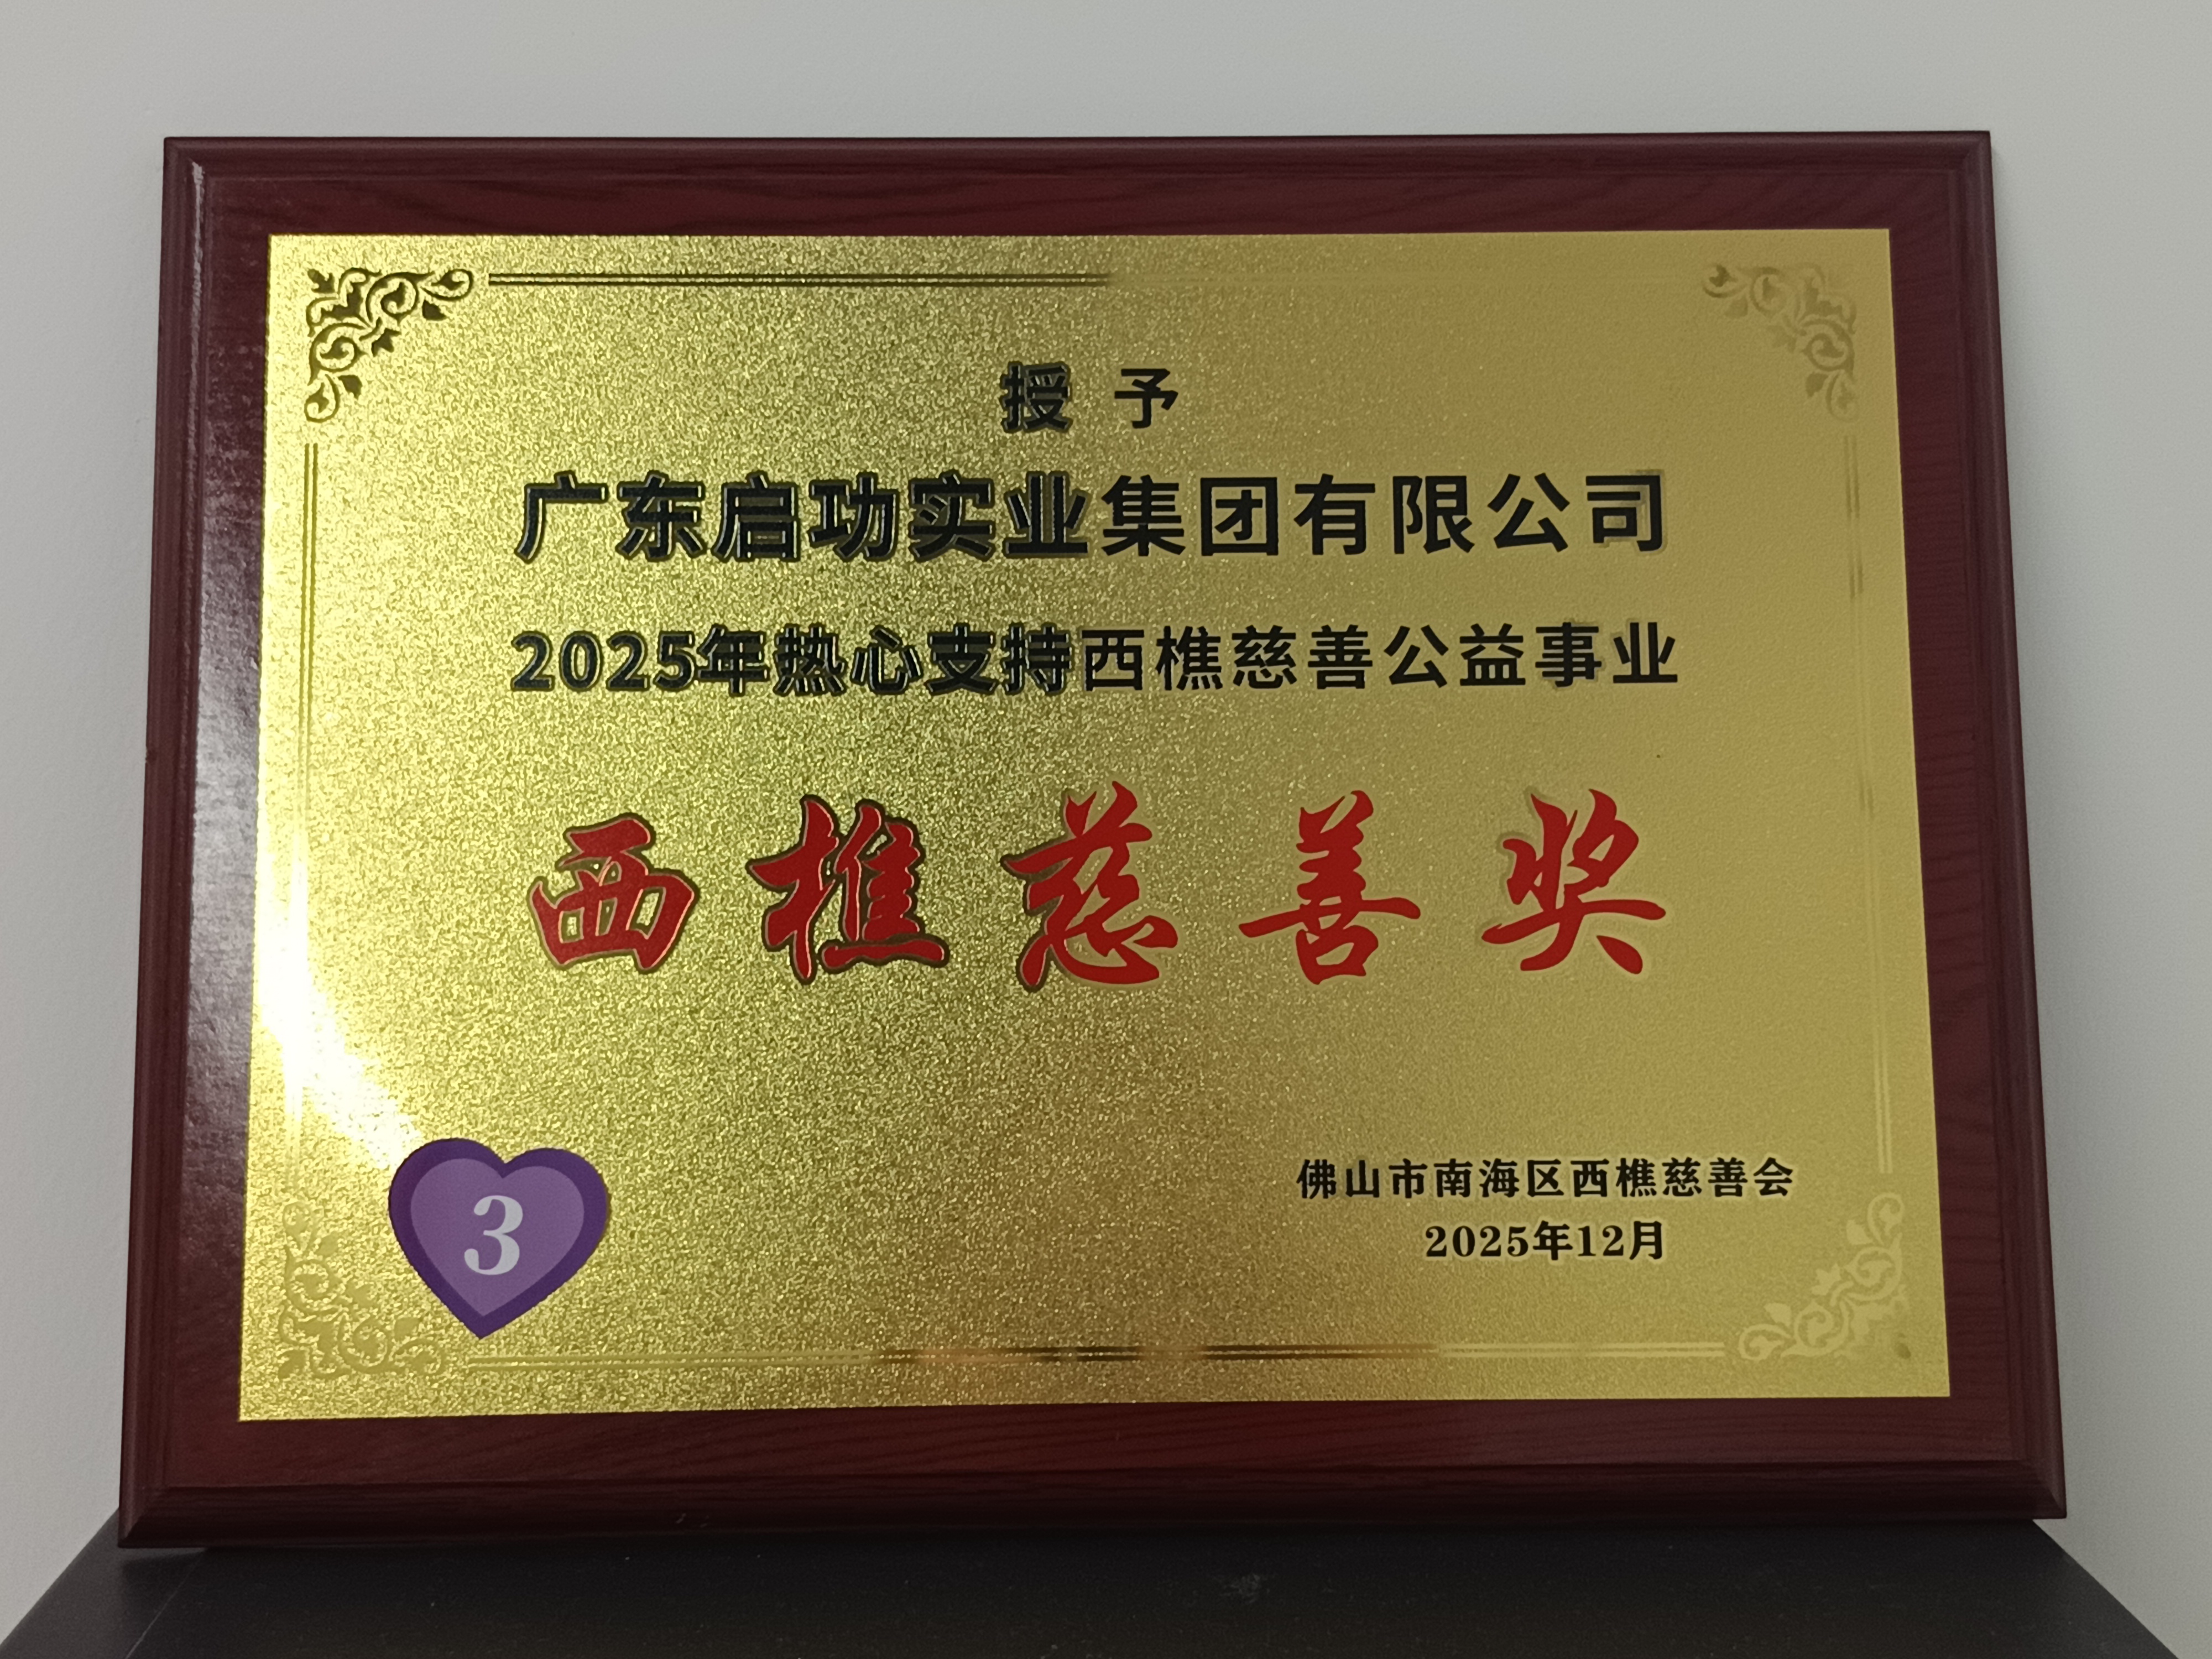 授予
广东启功实业集团有限公司
2025年热心支持西樵慈善公益事业
西樵慈善奖
3
佛山市南海区西樵慈善会
2025年12月